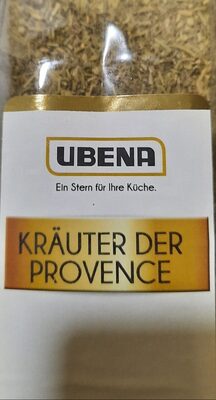 UBENA
Ein Stern für Ihre Küche.
KRÄUTER DER
PROVENCE